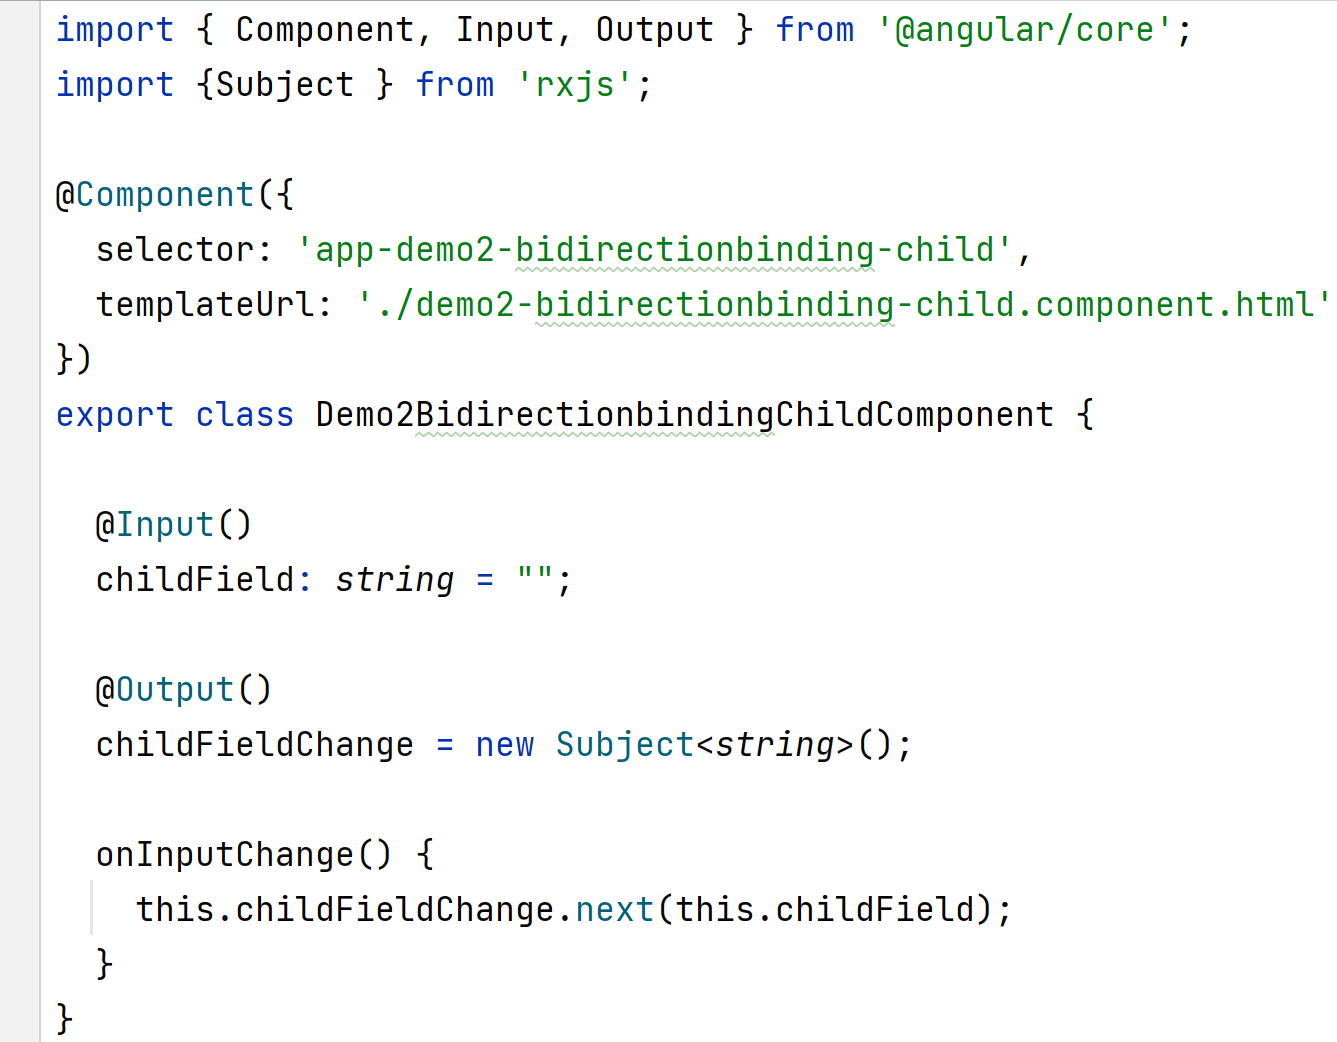 import { Component, Input, Output } from '@angular/core';
import {Subject } from 'rxjs';
@Component({
  selector: 'app-demo2-bidirectionbinding-child',
  templateUrl: './demo2-bidirectionbinding-child.component.html'
})
export class Demo2BidirectionbindingChildComponent {
  @Input()
  childField: string = "";
  @Output()
  childFieldChange = new Subject<string>();
  onInputChange() {
    this.childFieldChange.next(this.childField);
  }
}